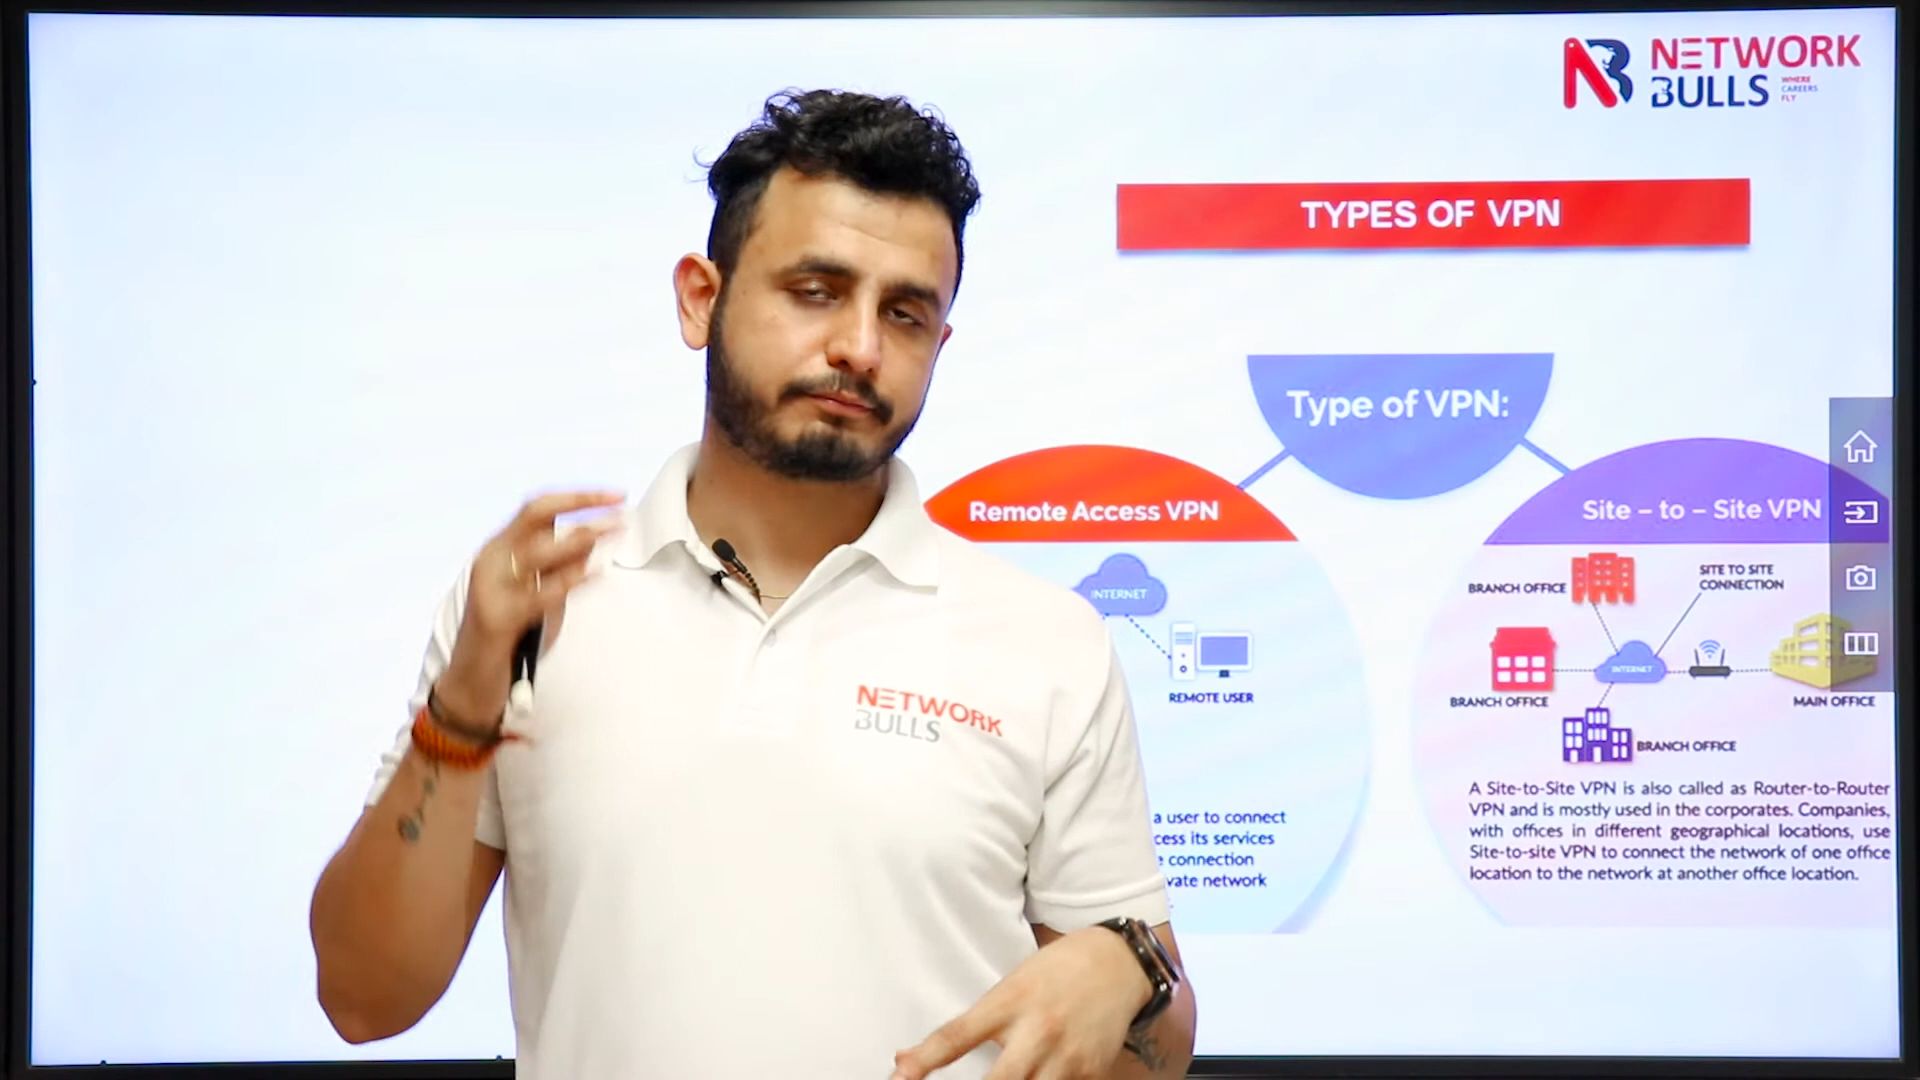 NETWORK
BULLS
WHERE
CAREERS
FLY
TYPES OF VPN
Type of VPN:
Remote Access VPN
INTERNET
REMOTE USER
a user to connect
cess its services
connection
vate network
Site – to – Site VPN
BRANCH OFFICE
SITE TO SITE
CONNECTION
INTERNET
BRANCH OFFICE
MAIN OFFICE
BRANCH OFFICE
A Site-to-Site VPN is also called as Router-to-Router
VPN and is mostly used in the corporates. Companies,
with offices in different geographical locations, use
Site-to-site VPN to connect the network of one office
location to the network at another office location.
NETWORK
BULLS